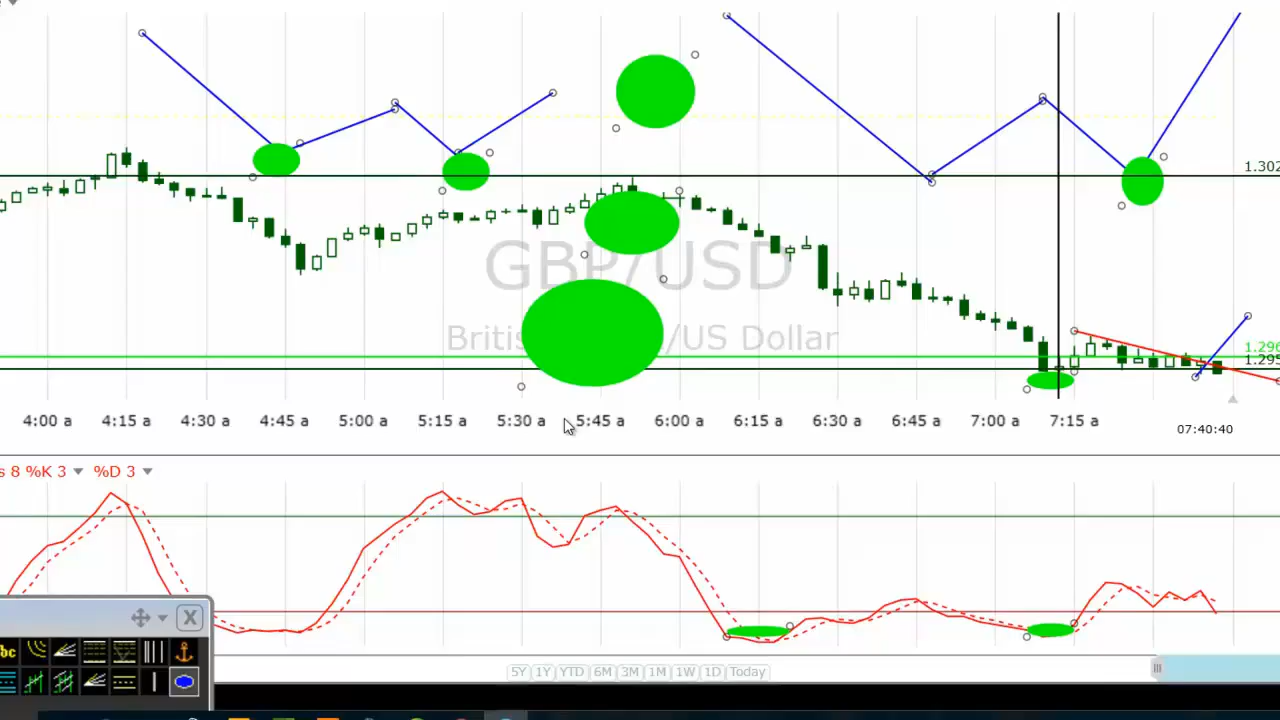 1.302
GBP/USD
Britis /US Dollar
1.296
1.295
4:00 a 4:15 a 4:30 a 4:45 a 5:00 a 5:15 a 5:30 a 5:45 a 6:00 a 6:15 a 6:30 a 6:45 a 7:00 a 7:15 a
07:40:40
s 8 %K 3 %D 3
X
bc
5Y 1Y YTD 6M 3M 1M 1W 1D Today